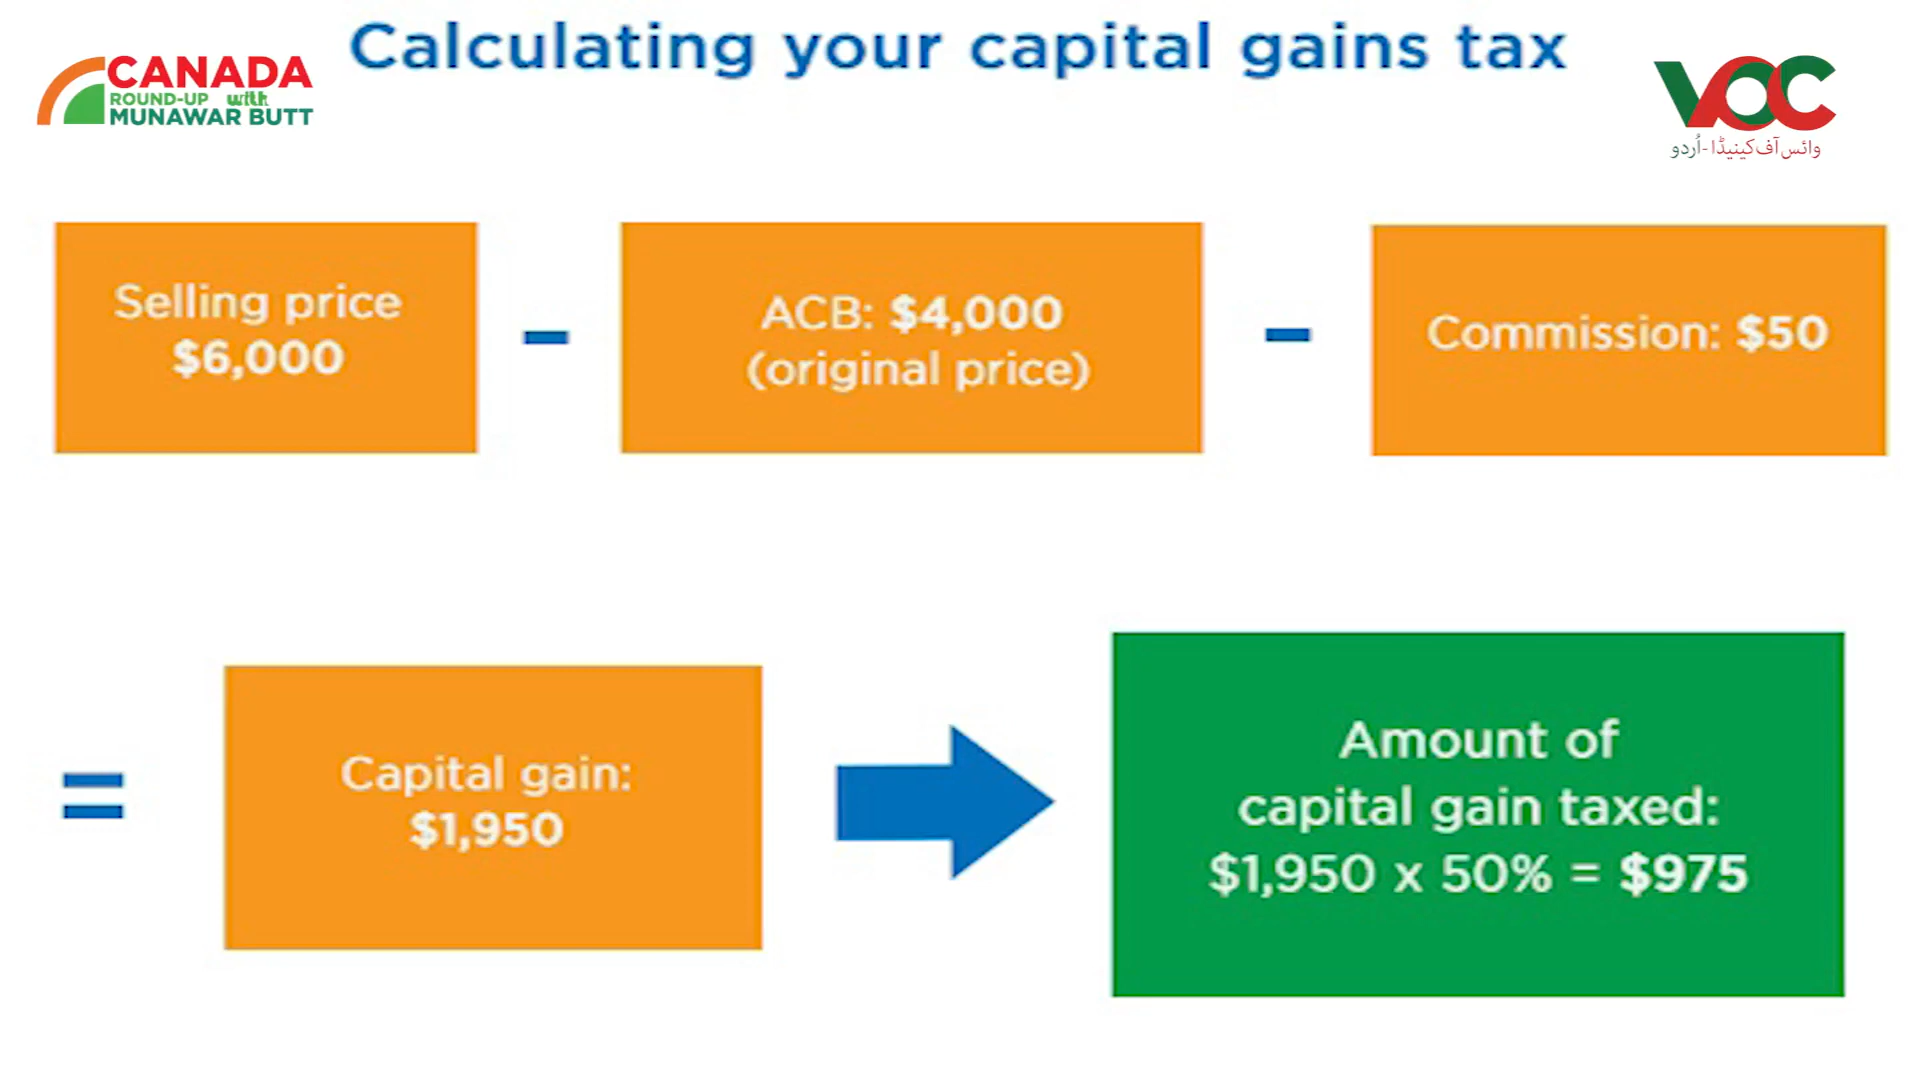 Calculating your capital gains tax
CANADA
ROUND-UP with
MUNAWAR BUTT
VOC
وائس آف کینیڈا - اُردو
Selling price
$6,000
-
ACB: $4,000
(original price)
-
Commission: $50
=
Capital gain:
$1,950
Amount of
capital gain taxed:
$1,950 x 50% = $975